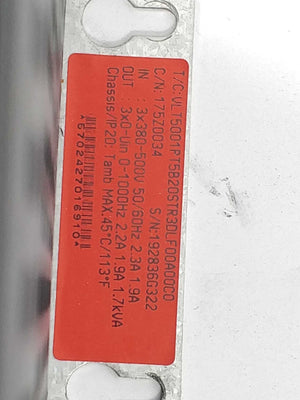 T/C:VLT5001PT5B20STR3DLF00A00C0
C/N:175Z0034 S/N:192836G322
IN : 3x380-500V 50/60Hz 2.3A 1.9A
OUT : 3x0-Uin 0-1000Hz 2.2A 1.9A 1.7kVA
Chassis/IP20: Tamb MAX.45°C/113°F
*5702427016910A*